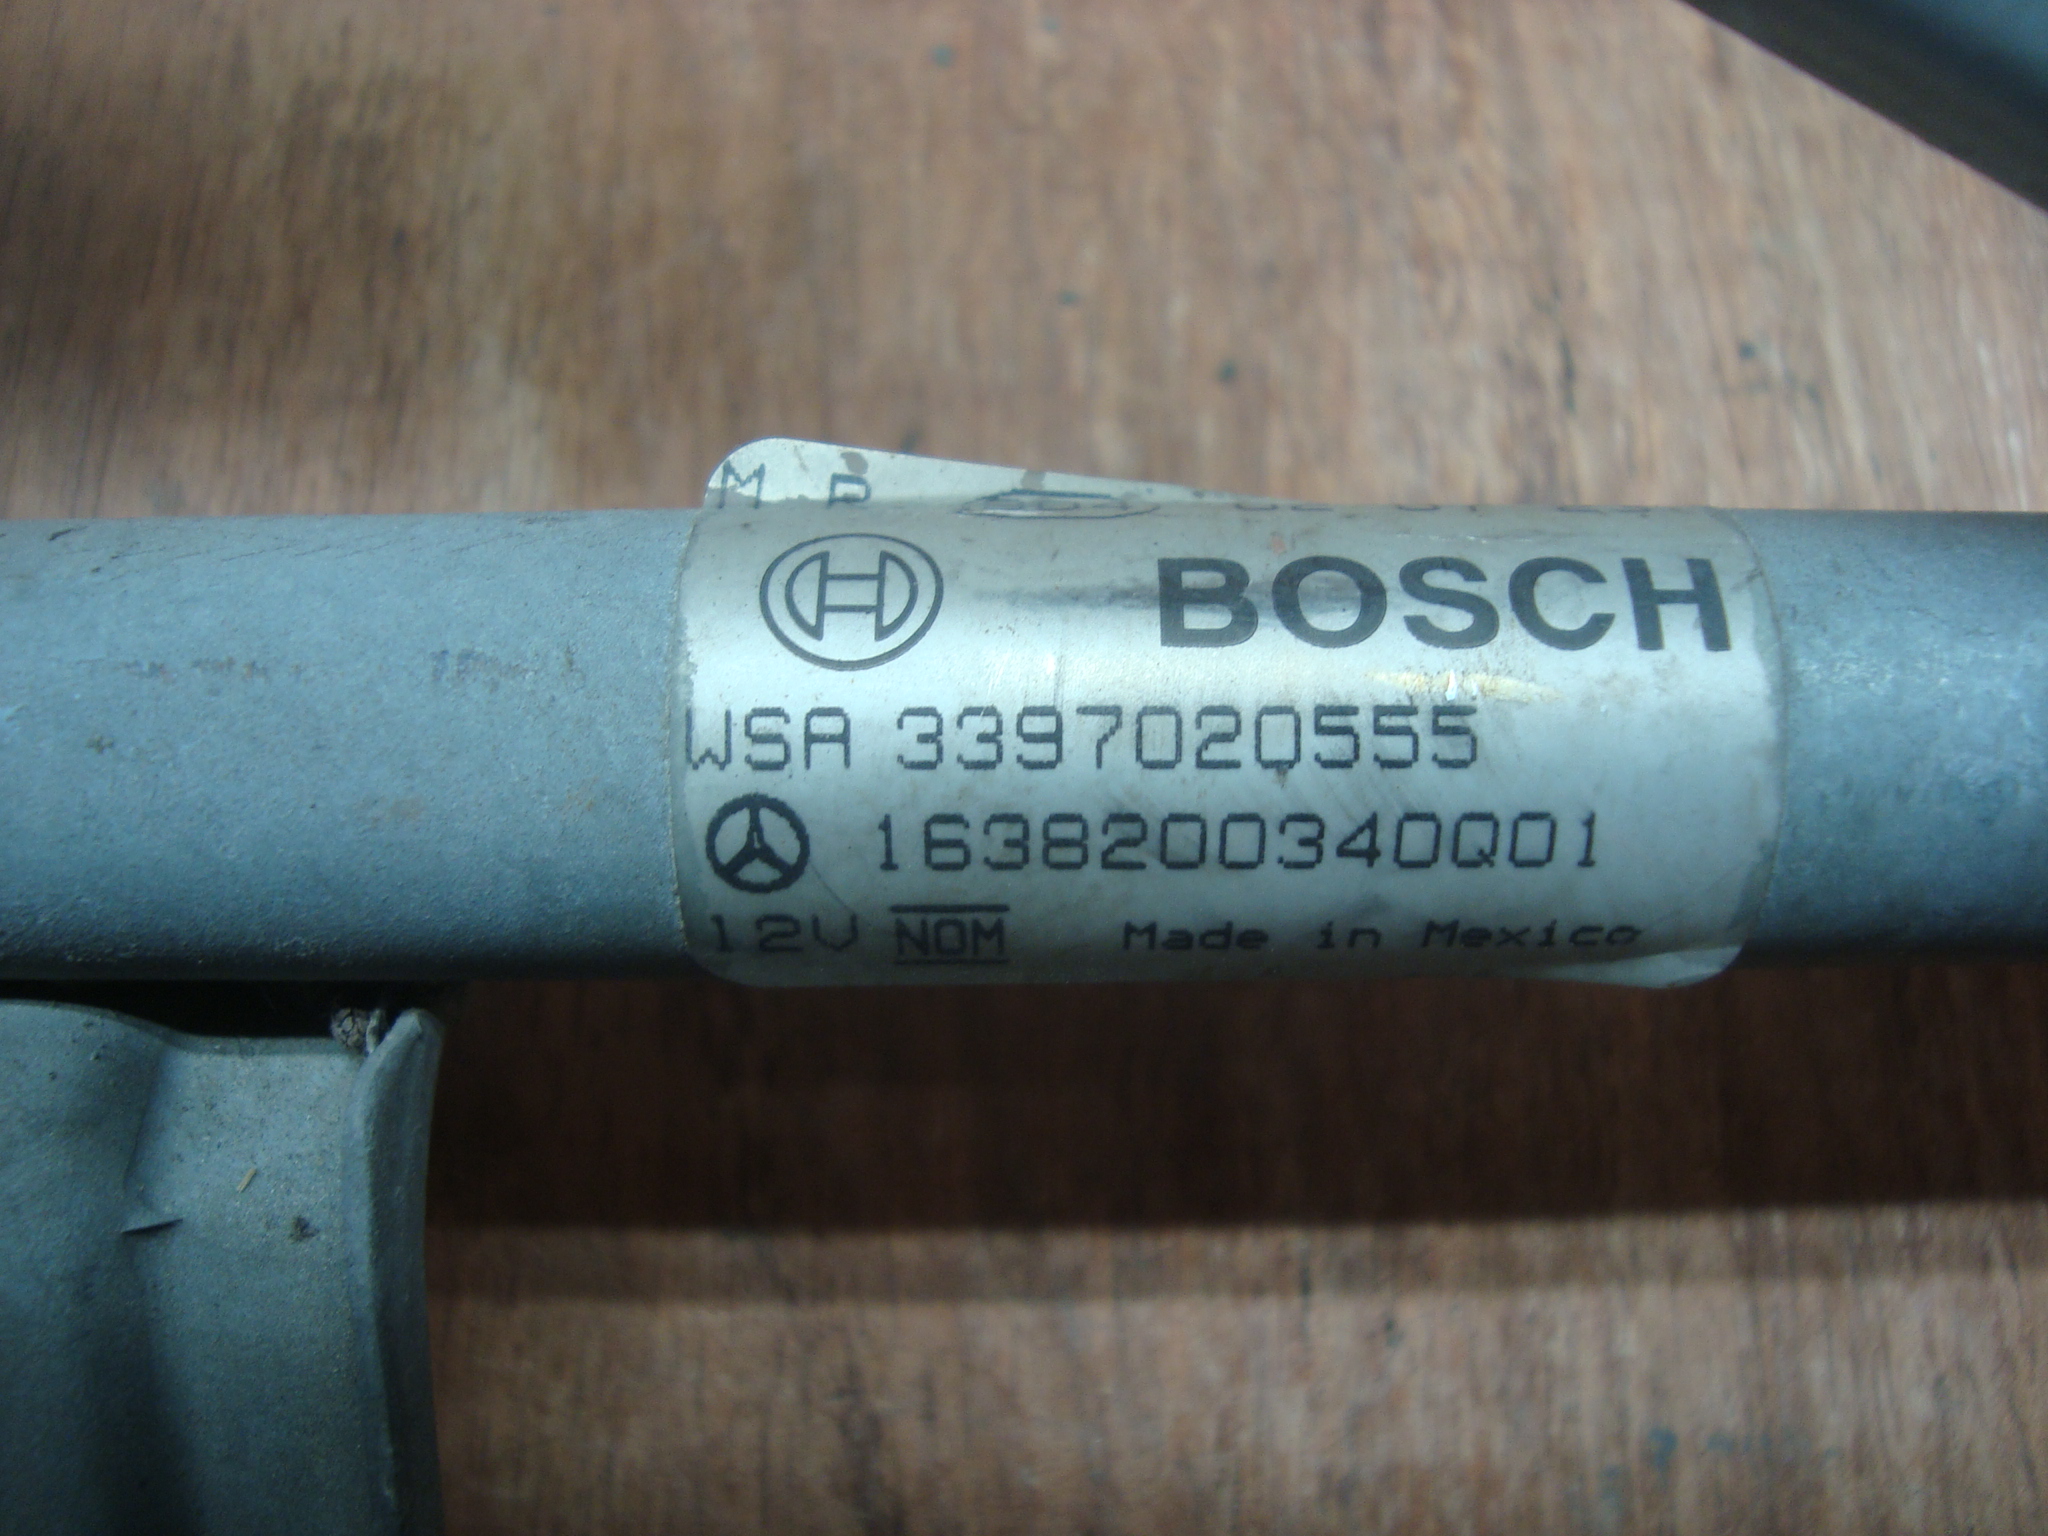 M P
BOSCH
WSA 3397020555
1638200340Q01
12V NOM Made in Mexico